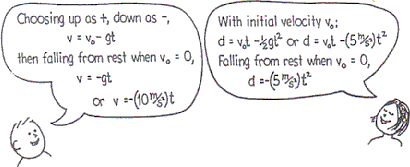 Choosing up as +, down as -,
v = v₀ - gt
then falling from rest when v₀ = 0,
v = -gt
or v = -(10 m/s²)t
With initial velocity v₀:
d = v₀t - ½gt² or d = v₀t - (5 m/s²)t²
Falling from rest when v₀ = 0,
d = -(5 m/s²)t²